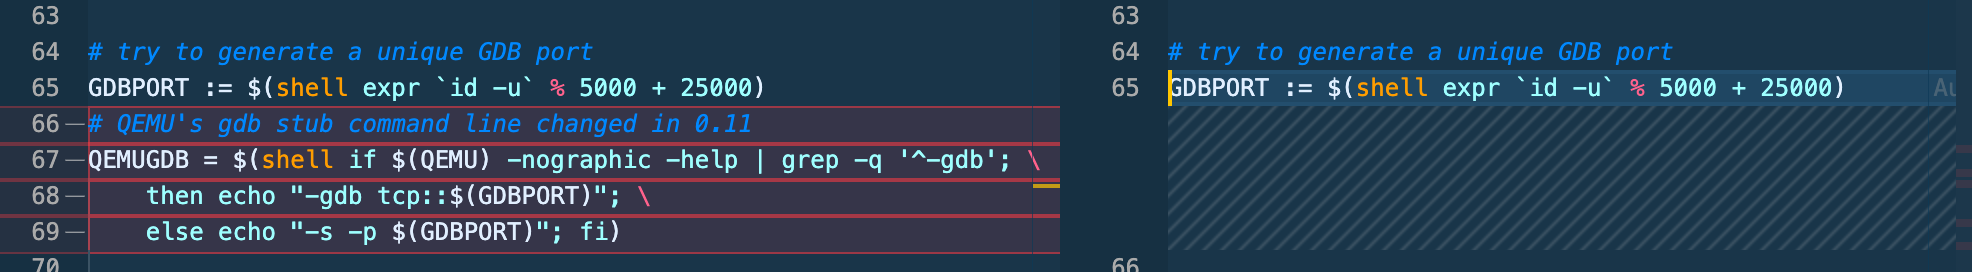 63
64 # try to generate a unique GDB port
65 GDBPORT := $(shell expr `id -u` % 5000 + 25000)
66 — # QEMU's gdb stub command line changed in 0.11
67 — QEMUGDB = $(shell if $(QEMU) -nographic -help | grep -q '^-gdb'; \
68 — then echo "-gdb tcp::$(GDBPORT)"; \
69 — else echo "-s -p $(GDBPORT)"; fi)
70
63
64 # try to generate a unique GDB port
65 GDBPORT := $(shell expr `id -u` % 5000 + 25000)
66